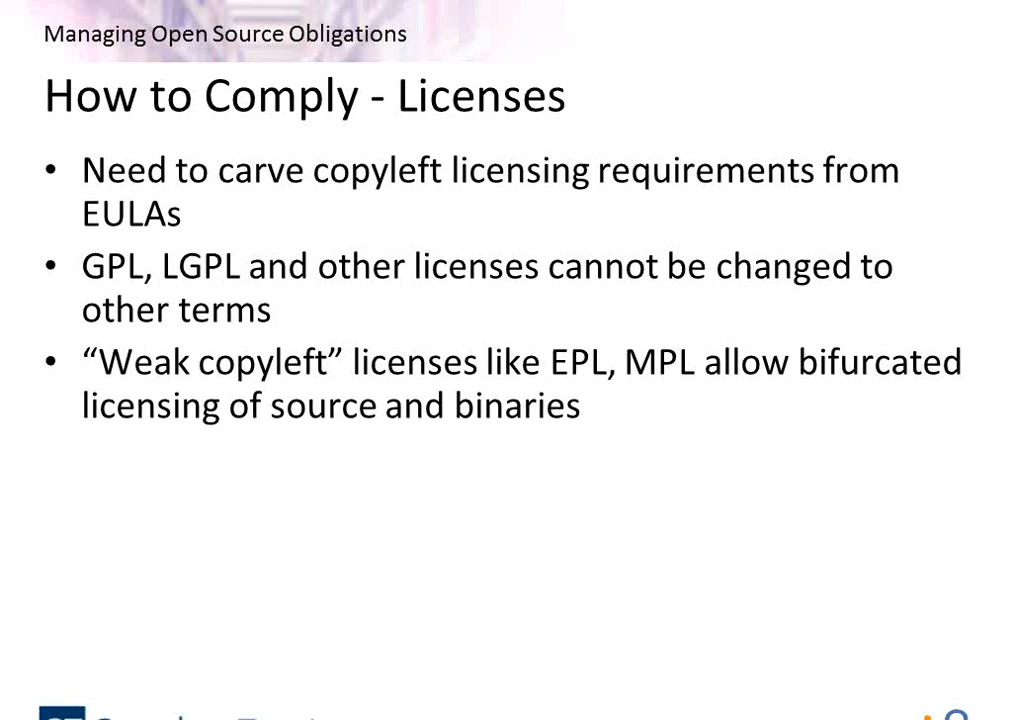 Managing Open Source Obligations
How to Comply - Licenses
• Need to carve copyleft licensing requirements from
EULAs
• GPL, LGPL and other licenses cannot be changed to
other terms
• “Weak copyleft” licenses like EPL, MPL allow bifurcated
licensing of source and binaries